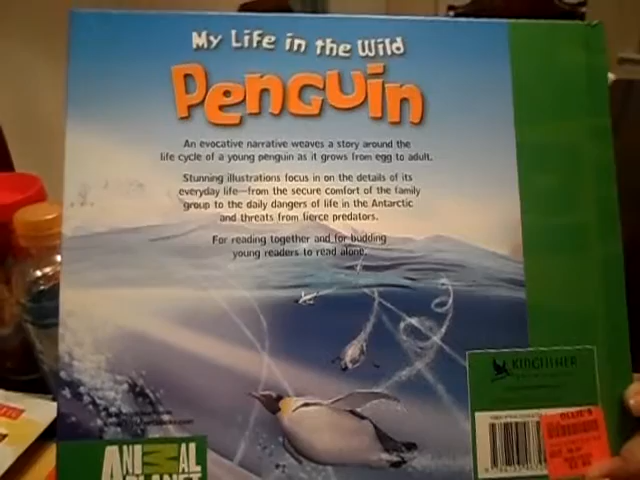 My Life in the Wild
Penguin
An evocative narrative weaves a story around the
life cycle of a young penguin as it grows from egg to adult.
Stunning illustrations focus in on the details of its
everyday life—from the secure comfort of the family
group to the daily dangers of life in the Antarctic
and threats from fierce predators.
For reading together and for budding
young readers to read alone.
KINGFISHER
OLLIE'S
ANIMAL
PLANET